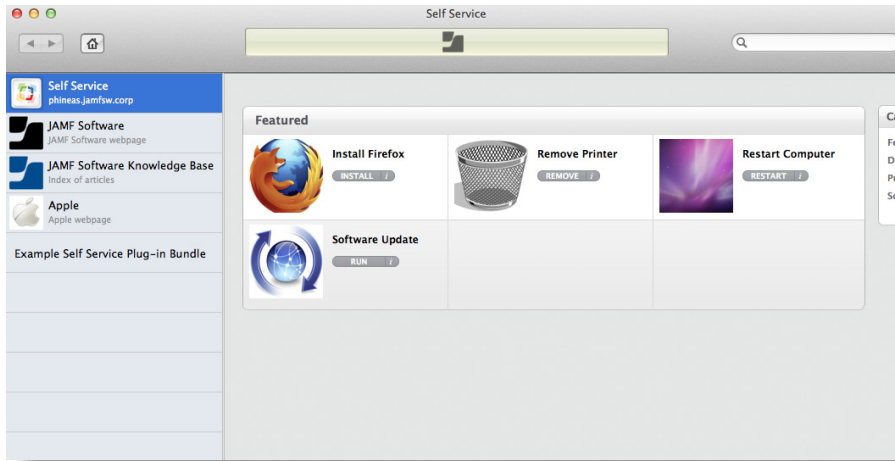 Self Service
Self Service
phineas.jamfsw.corp
JAMF Software
JAMF Software webpage
JAMF Software Knowledge Base
Index of articles
Apple
Apple webpage
Example Self Service Plug-in Bundle
Featured
Install Firefox
INSTALL i
Remove Printer
REMOVE i
Restart Computer
RESTART i
Software Update
RUN i